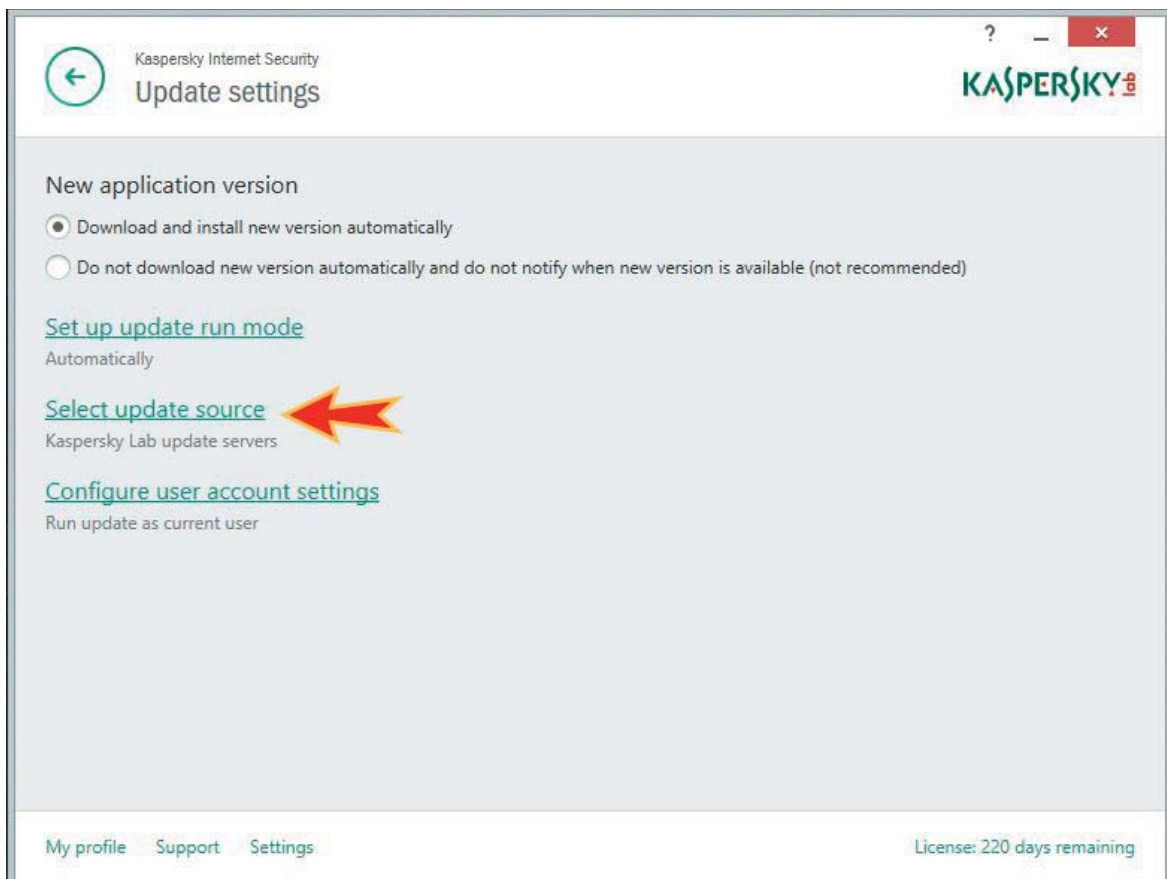 ?
Kaspersky Internet Security
Update settings
KASPERSKY lab
New application version
Download and install new version automatically
Do not download new version automatically and do not notify when new version is available (not recommended)
Set up update run mode
Automatically
Select update source
Kaspersky Lab update servers
Configure user account settings
Run update as current user
My profile Support Settings License: 220 days remaining